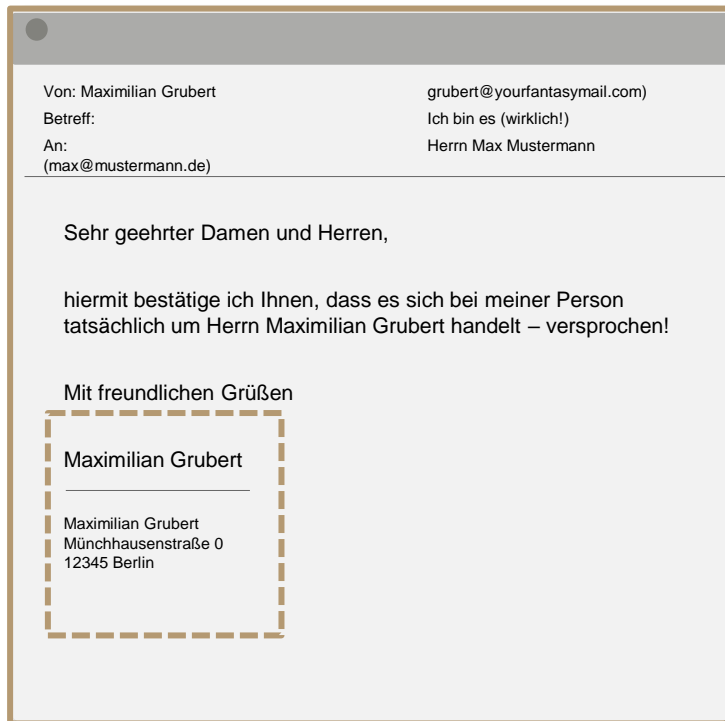 Von: Maximilian Grubert grubert@yourfantasymail.com)
Betreff: Ich bin es (wirklich!)
An: Herrn Max Mustermann
(max@mustermann.de)
Sehr geehrter Damen und Herren,
hiermit bestätige ich Ihnen, dass es sich bei meiner Person
tatsächlich um Herrn Maximilian Grubert handelt – versprochen!
Mit freundlichen Grüßen
Maximilian Grubert
Maximilian Grubert
Münchhausenstraße 0
12345 Berlin